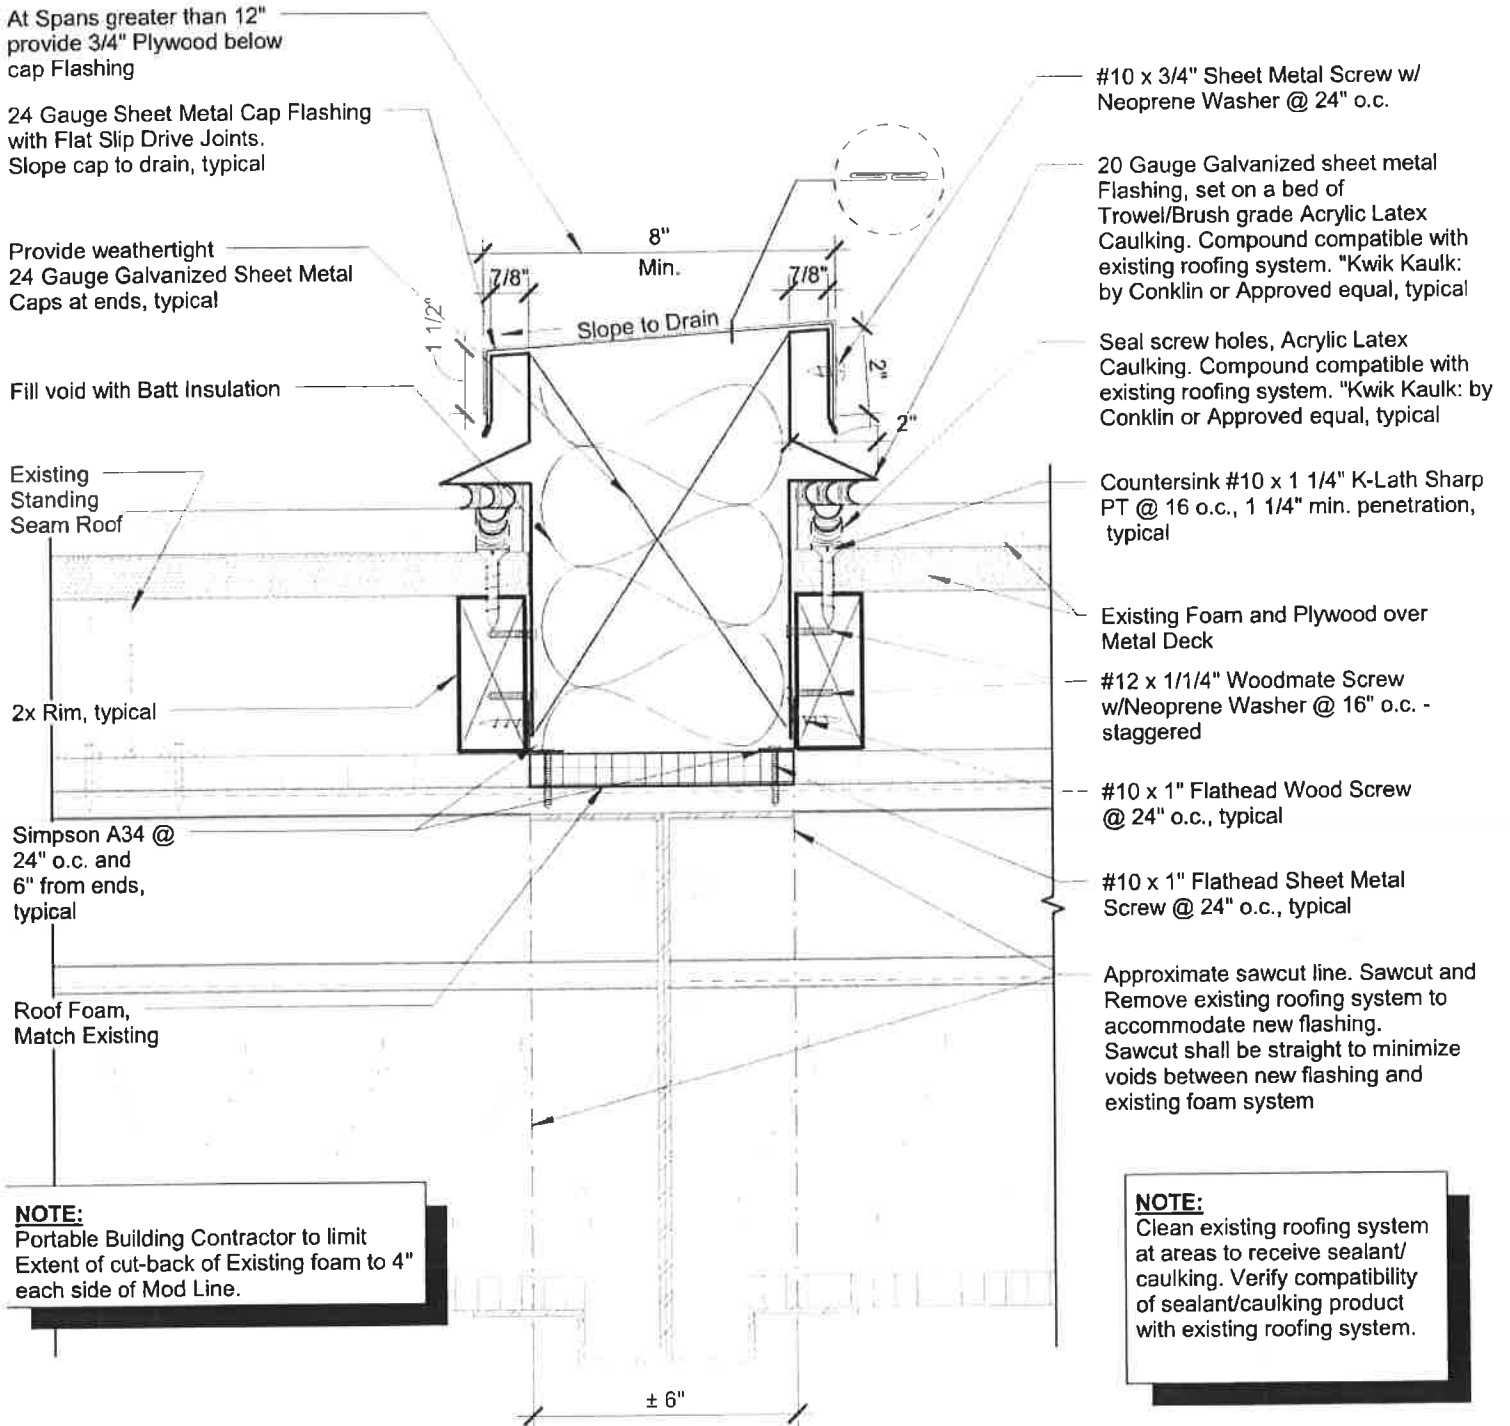 At Spans greater than 12"
provide 3/4" Plywood below
cap Flashing
24 Gauge Sheet Metal Cap Flashing
with Flat Slip Drive Joints.
Slope cap to drain, typical
Provide weathertight
24 Gauge Galvanized Sheet Metal
Caps at ends, typical
Fill void with Batt Insulation
Existing
Standing
Seam Roof
2x Rim, typical
Simpson A34 @
24" o.c. and
6" from ends,
typical
Roof Foam,
Match Existing
8"
Min.
7/8"
7/8"
1 1/2"
Slope to Drain
2"
2"
#10 x 3/4" Sheet Metal Screw w/
Neoprene Washer @ 24" o.c.
20 Gauge Galvanized sheet metal
Flashing, set on a bed of
Trowel/Brush grade Acrylic Latex
Caulking. Compound compatible with
existing roofing system. "Kwik Kaulk:
by Conklin or Approved equal, typical
Seal screw holes, Acrylic Latex
Caulking. Compound compatible with
existing roofing system. "Kwik Kaulk: by
Conklin or Approved equal, typical
Countersink #10 x 1 1/4" K-Lath Sharp
PT @ 16 o.c., 1 1/4" min. penetration,
typical
Existing Foam and Plywood over
Metal Deck
#12 x 1/1/4" Woodmate Screw
w/Neoprene Washer @ 16" o.c. -
staggered
#10 x 1" Flathead Wood Screw
@ 24" o.c., typical
#10 x 1" Flathead Sheet Metal
Screw @ 24" o.c., typical
Approximate sawcut line. Sawcut and
Remove existing roofing system to
accommodate new flashing.
Sawcut shall be straight to minimize
voids between new flashing and
existing foam system
NOTE:
Portable Building Contractor to limit
Extent of cut-back of Existing foam to 4"
each side of Mod Line.
NOTE:
Clean existing roofing system
at areas to receive sealant/
caulking. Verify compatibility
of sealant/caulking product
with existing roofing system.
± 6"